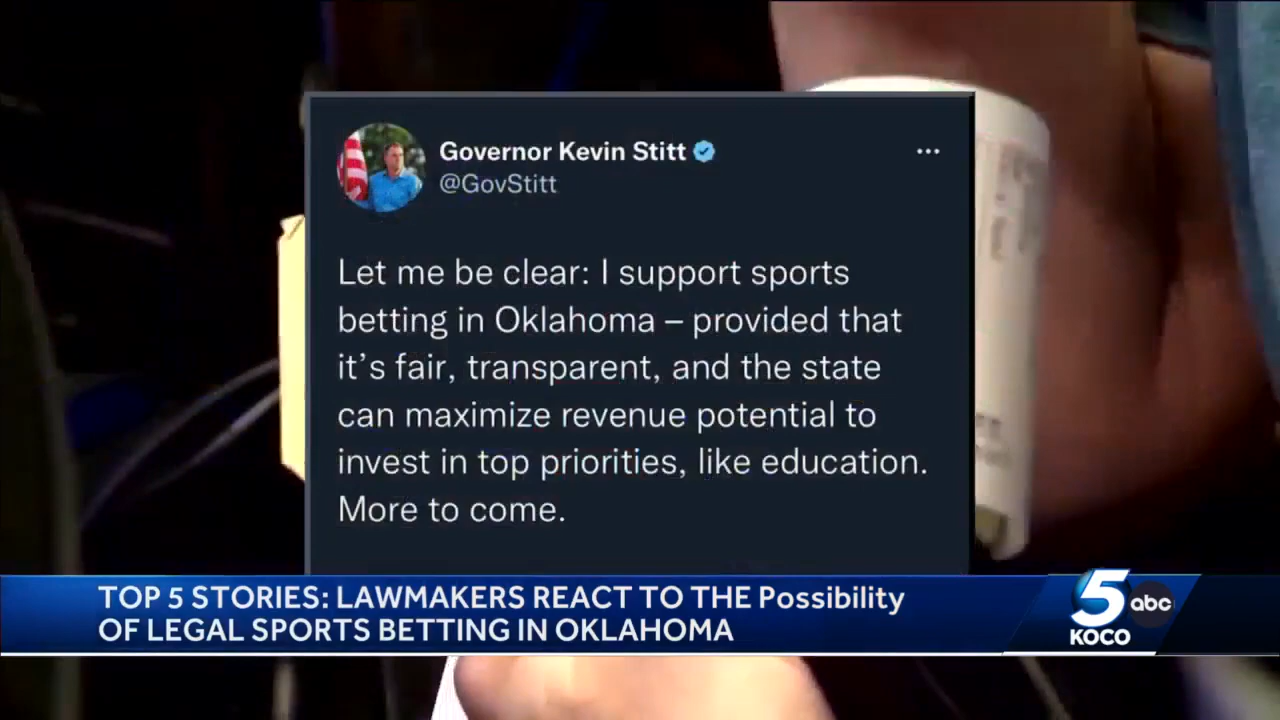 Governor Kevin Stitt
@GovStitt
Let me be clear: I support sports
betting in Oklahoma – provided that
it’s fair, transparent, and the state
can maximize revenue potential to
invest in top priorities, like education.
More to come.
TOP 5 STORIES: LAWMAKERS REACT TO THE Possibility
OF LEGAL SPORTS BETTING IN OKLAHOMA
5 abc
KOCO